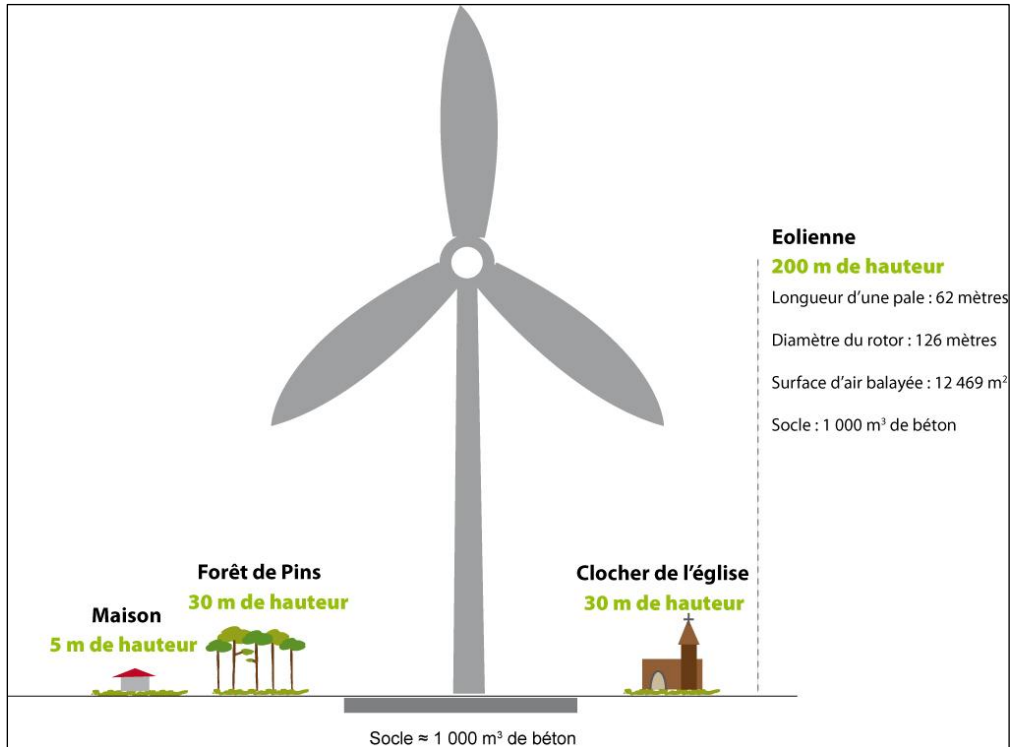 Eolienne
200 m de hauteur
Longueur d’une pale : 62 mètres
Diamètre du rotor : 126 mètres
Surface d’air balayée : 12 469 m²
Socle : 1 000 m³ de béton
Forêt de Pins
30 m de hauteur
Clocher de l’église
30 m de hauteur
Maison
5 m de hauteur
Socle ≈ 1 000 m³ de béton